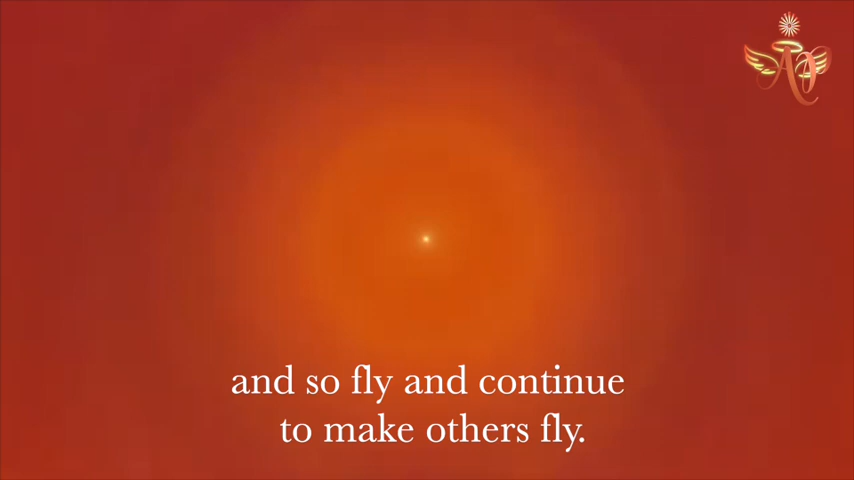 and so fly and continue
to make others fly.